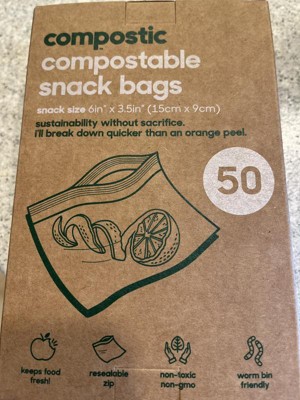 compostic
compostable
snack bags
snack size 6in" x 3.5in" (15cm x 9cm)
sustainability without sacrifice.
i'll break down quicker than an orange peel.
50
keeps food
fresh!
resealable
zip
non-toxic
non-gmo
worm bin
friendly